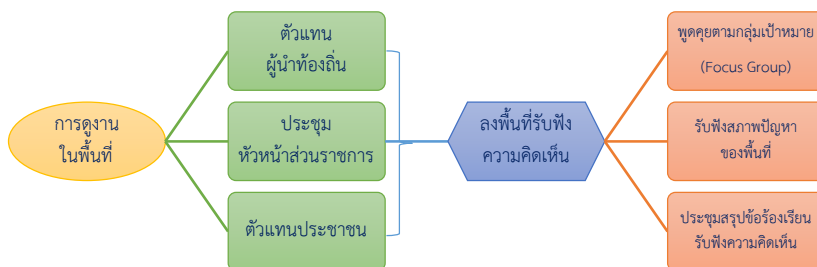 การดูงาน
ในพื้นที่
ตัวแทน
ผู้นำท้องถิ่น
ประชุม
หัวหน้าส่วนราชการ
ตัวแทนประชาชน
ลงพื้นที่รับฟัง
ความคิดเห็น
พูดคุยตามกลุ่มเป้าหมาย
(Focus Group)
รับฟังสภาพปัญหา
ของพื้นที่
ประชุมสรุปข้อร้องเรียน
รับฟังความคิดเห็น